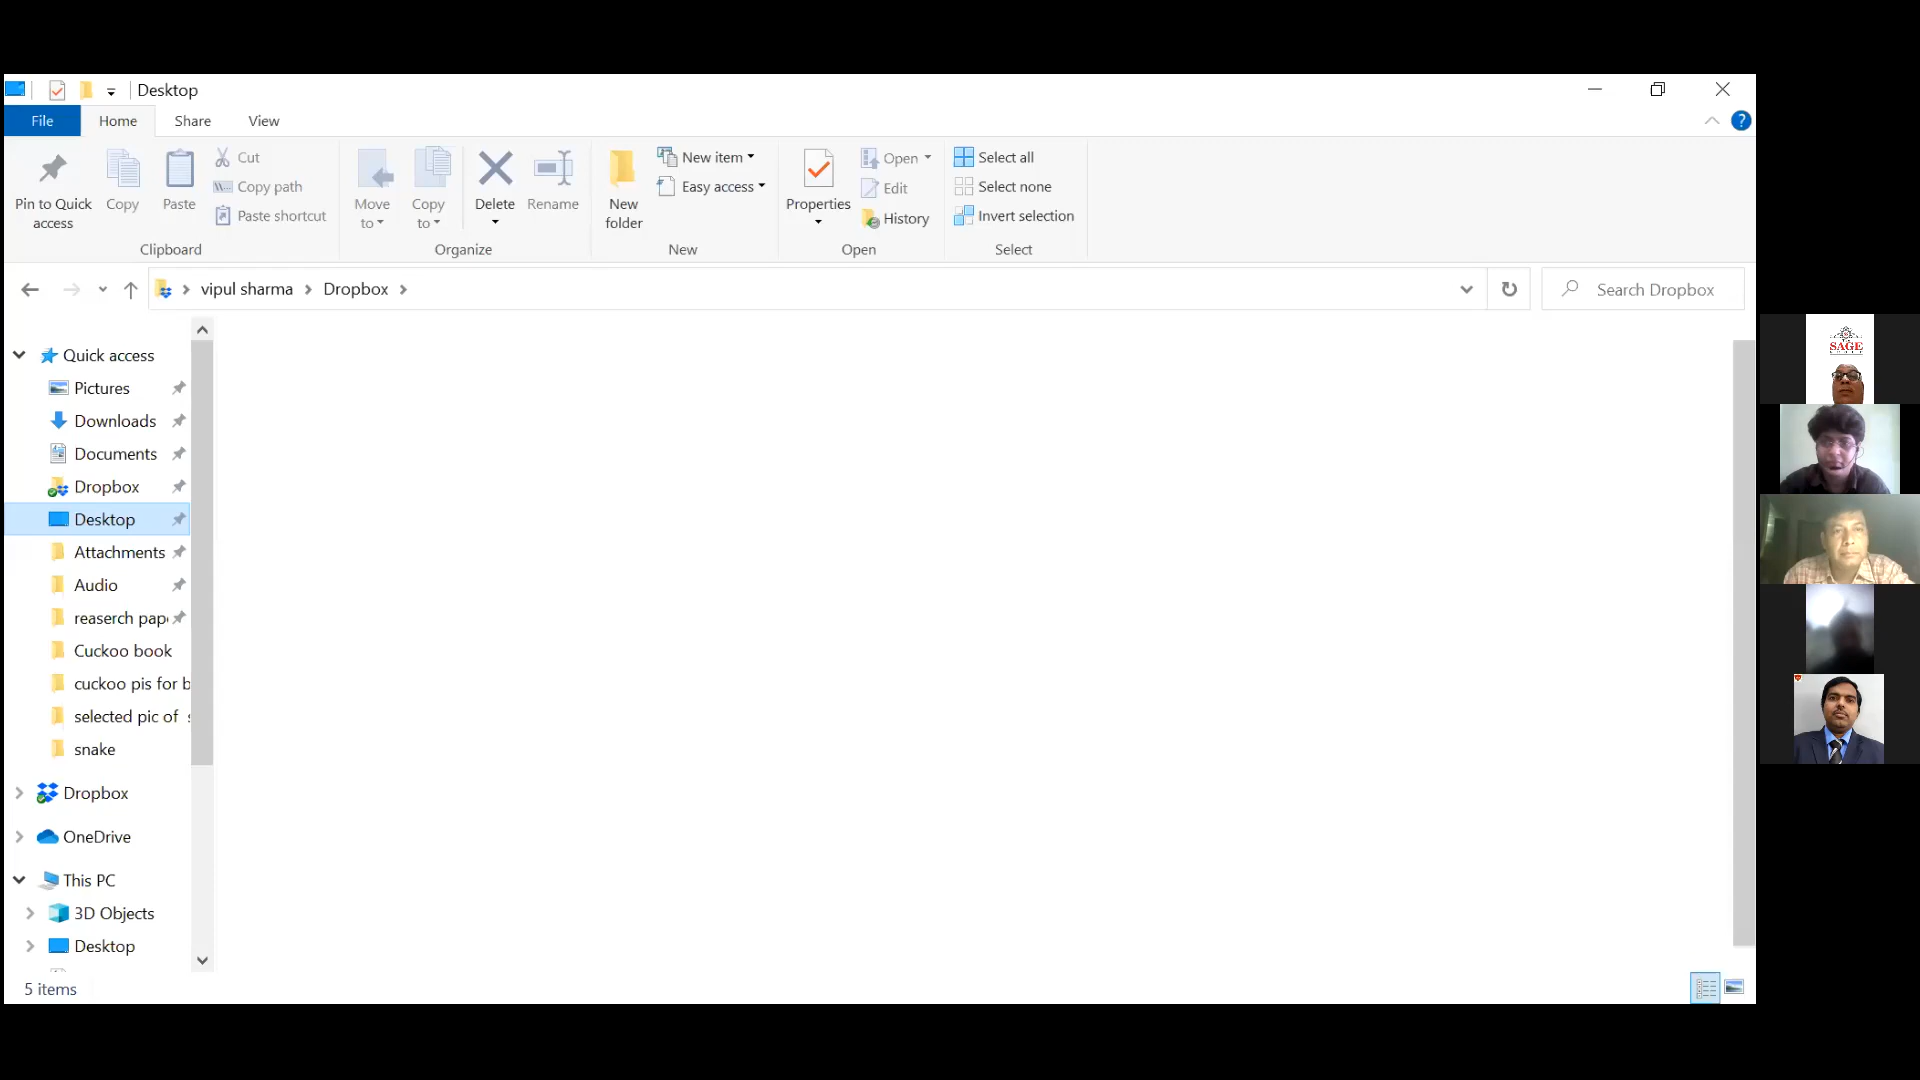 Desktop
File Home Share View
Pin to Quick access
Copy
Paste
Cut
Copy path
Paste shortcut
Clipboard
Move to
Copy to
Delete
Rename
Organize
New folder
New item
Easy access
New
Properties
Open
Edit
History
Open
Select all
Select none
Invert selection
Select
vipul sharma Dropbox
Search Dropbox
Quick access
Pictures
Downloads
Documents
Dropbox
Desktop
Attachments
Audio
reaserch pap
Cuckoo book
cuckoo pis for b
selected pic of s
snake
Dropbox
OneDrive
This PC
3D Objects
Desktop
5 items
SAGE